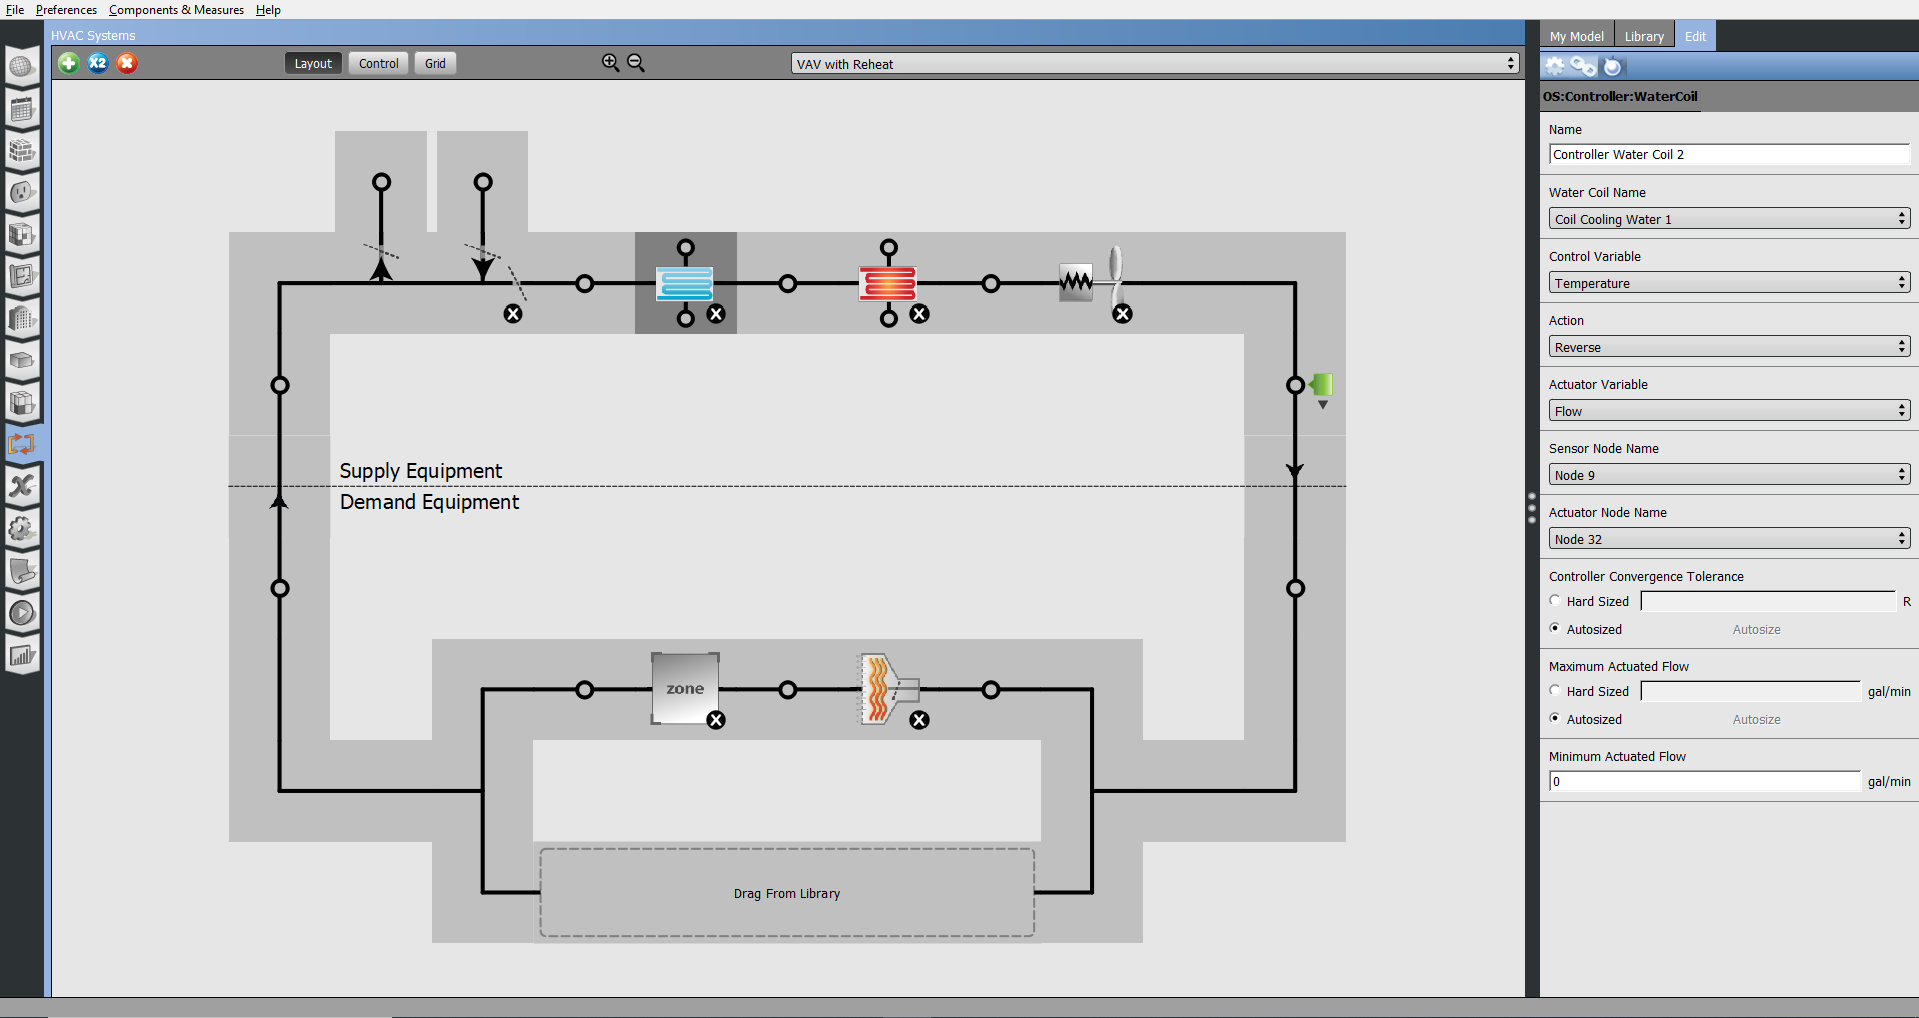 File Preferences Components & Measures Help
HVAC Systems
My Model Library Edit
X2 Layout Control Grid VAV with Reheat
OS:Controller:WaterCoil
Name
Controller Water Coil 2
Water Coil Name
Coil Cooling Water 1
Control Variable
Temperature
Action
Reverse
Actuator Variable
Flow
Sensor Node Name
Node 9
Actuator Node Name
Node 32
Controller Convergence Tolerance
Hard Sized R
Autosized Autosize
Maximum Actuated Flow
Hard Sized gal/min
Autosized Autosize
Minimum Actuated Flow
0 gal/min
Supply Equipment
Demand Equipment
zone
Drag From Library